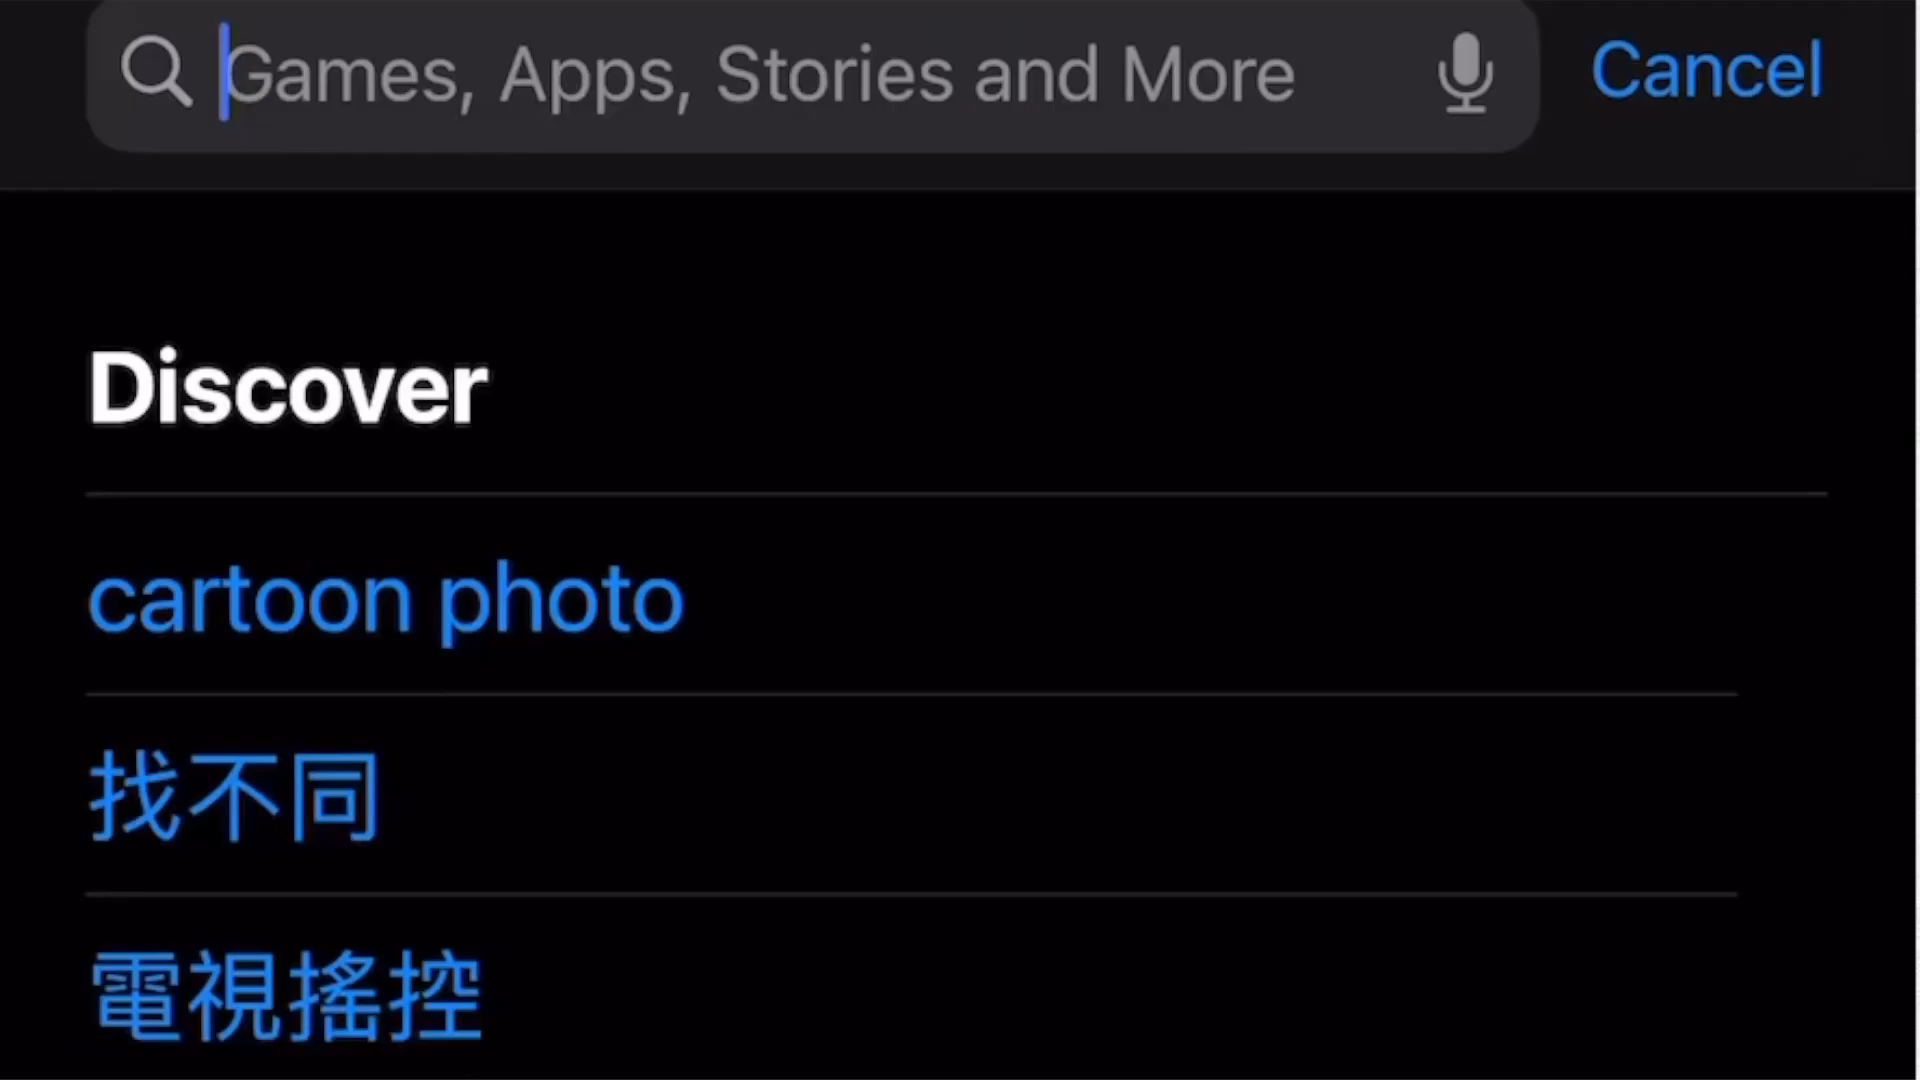 Games, Apps, Stories and More Cancel
Discover
cartoon photo
找不同
電視搖控